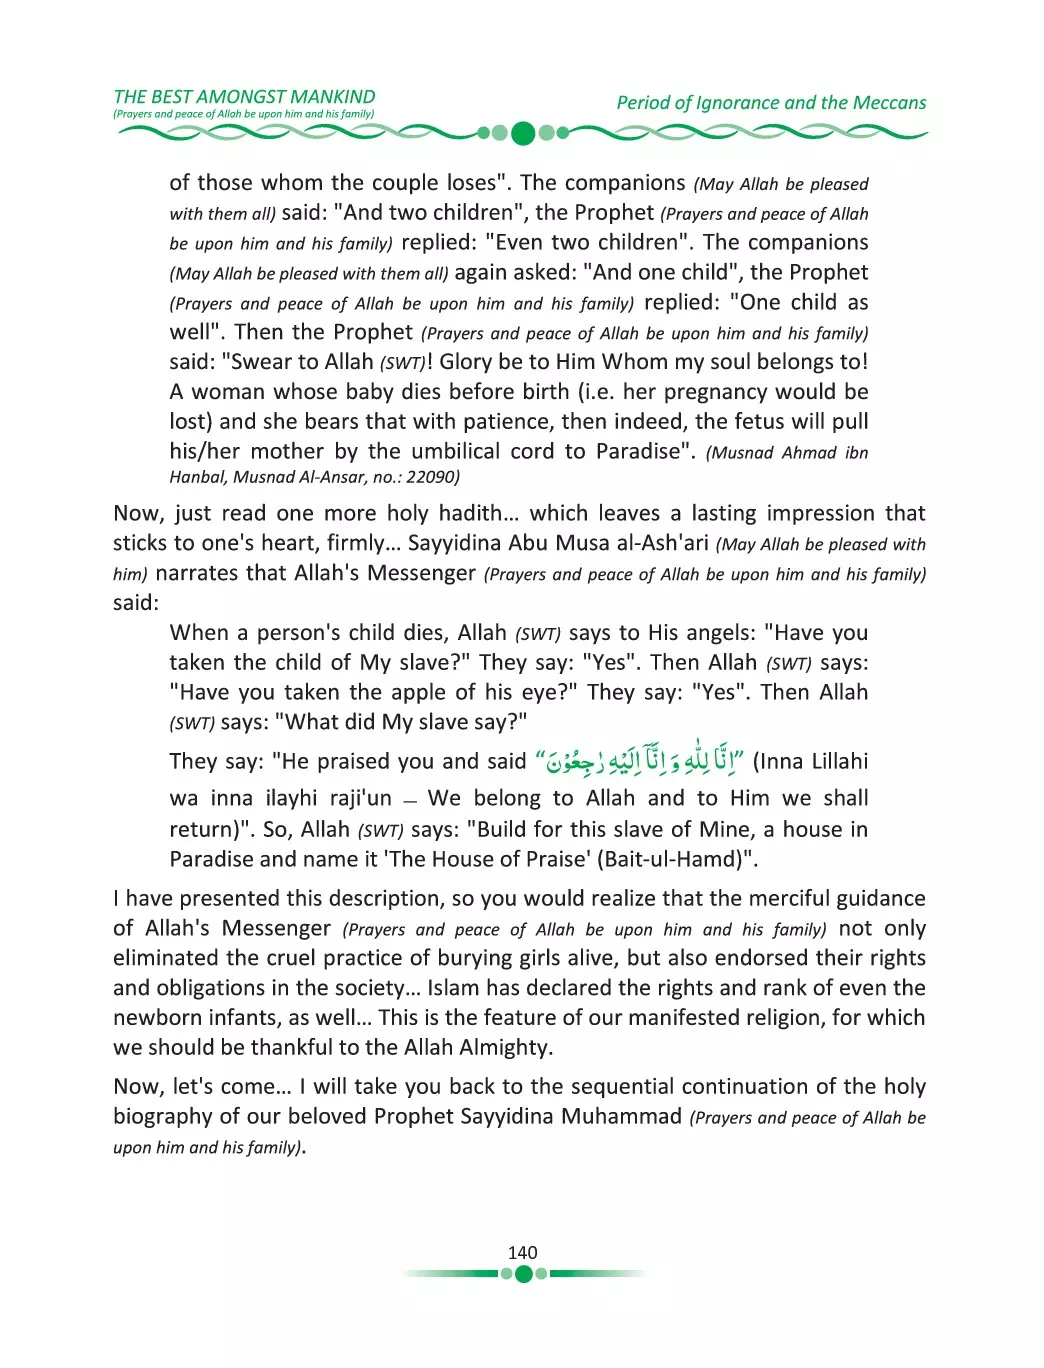 THE BEST AMONGST MANKIND
(Prayers and peace of Allah be upon him and his family)
Period of Ignorance and the Meccans
of those whom the couple loses". The companions (May Allah be pleased
with them all) said: "And two children", the Prophet (Prayers and peace of Allah
be upon him and his family) replied: "Even two children". The companions
(May Allah be pleased with them all) again asked: "And one child", the Prophet
(Prayers and peace of Allah be upon him and his family) replied: "One child as
well". Then the Prophet (Prayers and peace of Allah be upon him and his family)
said: "Swear to Allah (SWT)! Glory be to Him Whom my soul belongs to!
A woman whose baby dies before birth (i.e. her pregnancy would be
lost) and she bears that with patience, then indeed, the fetus will pull
his/her mother by the umbilical cord to Paradise". (Musnad Ahmad ibn
Hanbal, Musnad Al-Ansar, no.: 22090)
Now, just read one more holy hadith… which leaves a lasting impression that
sticks to one's heart, firmly… Sayyidina Abu Musa al-Ash'ari (May Allah be pleased with
him) narrates that Allah's Messenger (Prayers and peace of Allah be upon him and his family)
said:
When a person's child dies, Allah (SWT) says to His angels: "Have you
taken the child of My slave?" They say: "Yes". Then Allah (SWT) says:
"Have you taken the apple of his eye?" They say: "Yes". Then Allah
(SWT) says: "What did My slave say?"
They say: "He praised you and said “اِنَّا لِلّٰهِ وَ اِنَّآ اِلَيْهِ رٰجِعُوْنَ” (Inna Lillahi
wa inna ilayhi raji'un — We belong to Allah and to Him we shall
return)". So, Allah (SWT) says: "Build for this slave of Mine, a house in
Paradise and name it 'The House of Praise' (Bait-ul-Hamd)".
I have presented this description, so you would realize that the merciful guidance
of Allah's Messenger (Prayers and peace of Allah be upon him and his family) not only
eliminated the cruel practice of burying girls alive, but also endorsed their rights
and obligations in the society… Islam has declared the rights and rank of even the
newborn infants, as well… This is the feature of our manifested religion, for which
we should be thankful to the Allah Almighty.
Now, let's come… I will take you back to the sequential continuation of the holy
biography of our beloved Prophet Sayyidina Muhammad (Prayers and peace of Allah be
upon him and his family).
140